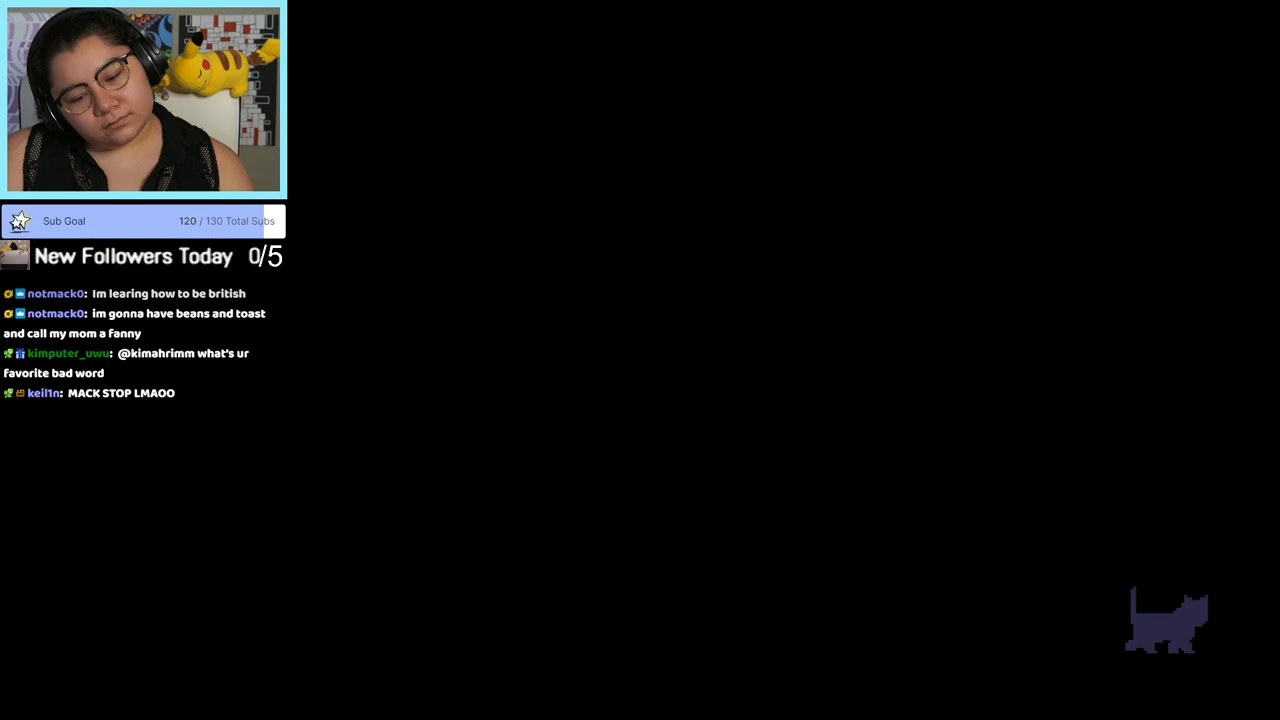 Sub Goal 120 / 130 Total Subs
New Followers Today 0/5
notmack0: Im learing how to be british
notmack0: im gonna have beans and toast
and call my mom a fanny
kimputer_uwu: @kimahrimm what's ur
favorite bad word
keil1n: MACK STOP LMAOO